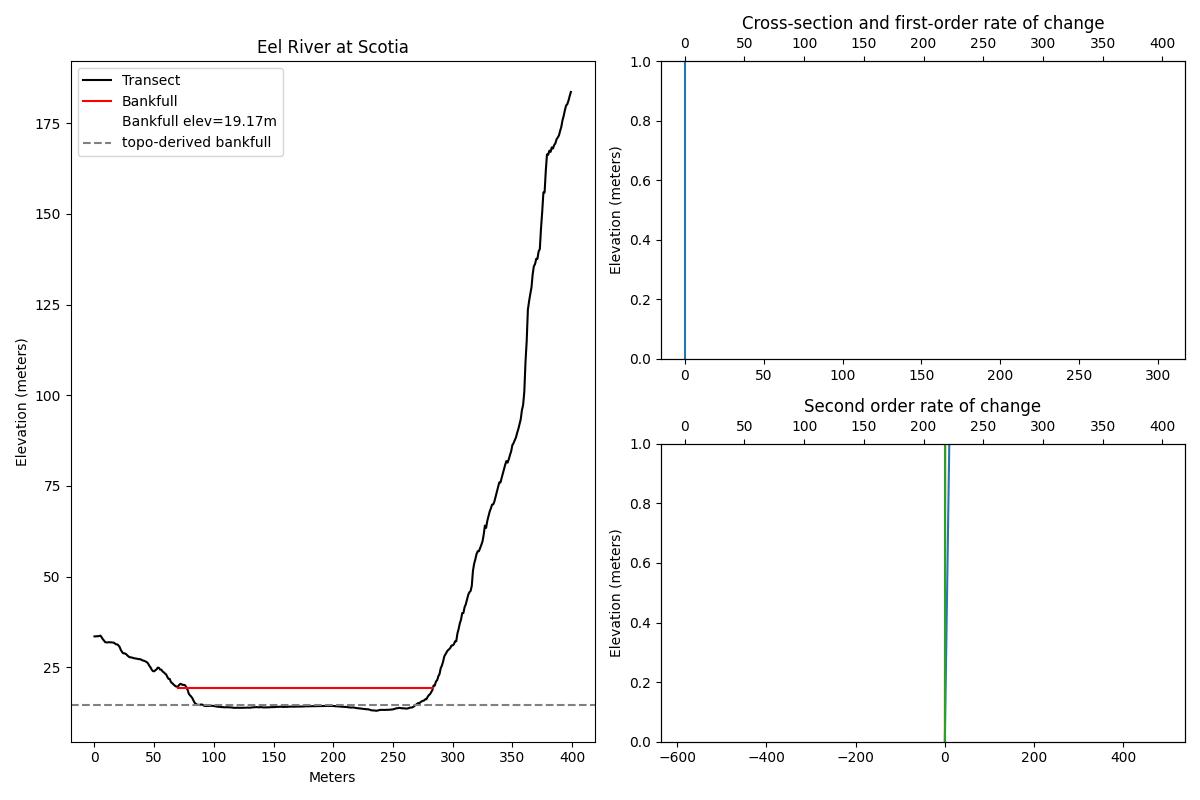 Eel River at Scotia
Transect
Bankfull
Bankfull elev=19.17m
topo-derived bankfull
175
150
125
100
75
50
25
Elevation (meters)
0 50 100 150 200 250 300 350 400
Meters
Cross-section and first-order rate of change
0 50 100 150 200 250 300 350 400
1.0
0.8
0.6
0.4
0.2
0.0
Elevation (meters)
0 50 100 150 200 250 300
Second order rate of change
0 50 100 150 200 250 300 350 400
1.0
0.8
0.6
0.4
0.2
0.0
Elevation (meters)
−600 −400 −200 0 200 400